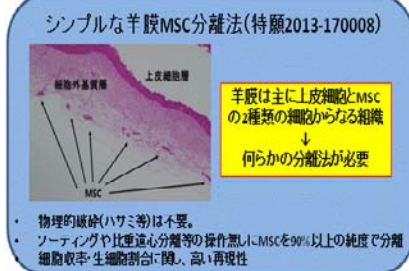 シンプルな羊膜MSC分離法(特願2013-170008)
上皮細胞層
細胞外基質層
MSC
羊膜は主に上皮細胞とMSC
の2種類の細胞からなる組織
↓
何らかの分離法が必要
• 物理的破砕(ハサミ等)は不要。
• ソーティングや比重遠心分離等の操作無しにMSCを90%以上の純度で分離
• 細胞収率・生細胞割合に関し、高い再現性